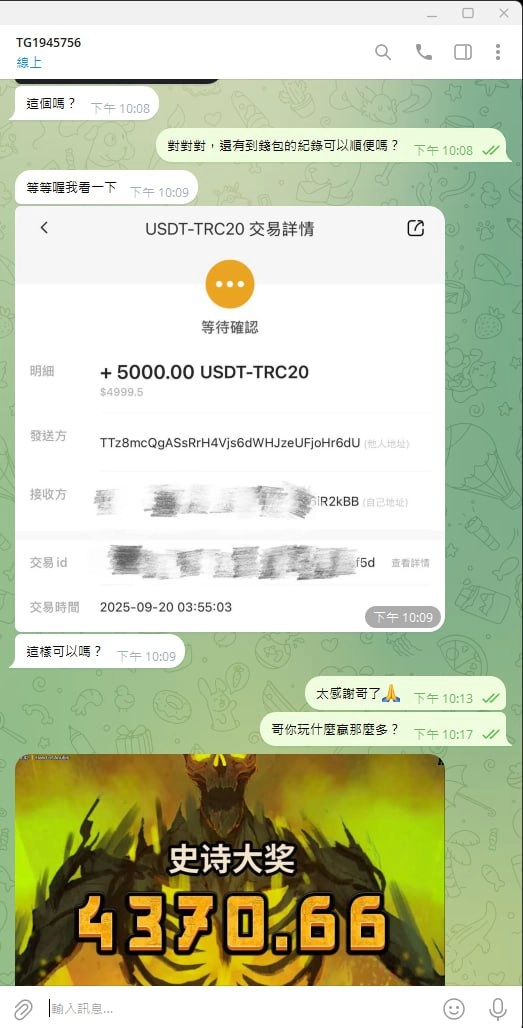 TG1945756
線上
這個嗎？ 下午 10:08
對對對，還有到錢包的紀錄可以順便嗎？ 下午 10:08
等等喔我看一下 下午 10:09
USDT-TRC20 交易詳情
等待確認
明細 + 5000.00 USDT-TRC20
$4999.5
發送方 TTz8mcQgASsRrH4Vjs6dWHJzeUFjoHr6dU (他人地址)
接收方 iR2kBB (自己地址)
交易id f5d 查看詳情
交易時間 2025-09-20 03:55:03
下午 10:09
這樣可以嗎？ 下午 10:09
太感謝哥了🙏 下午 10:13
哥你玩什麼贏那麼多？ 下午 10:17
史诗大奖
4370.66
輸入訊息...